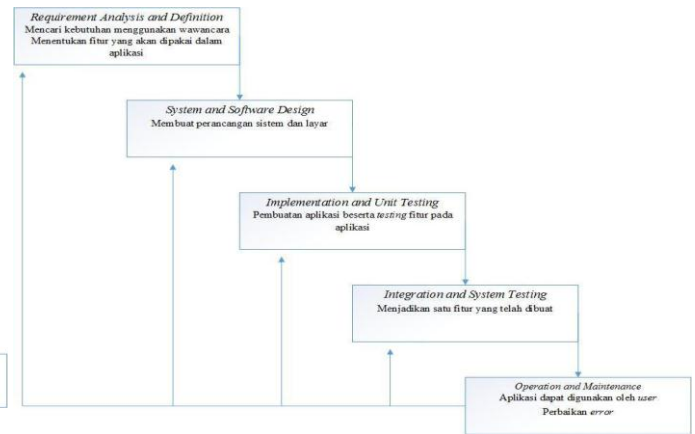 Requirement Analysis and Definition
Mencari kebutuhan menggunakan wawancara
Menentukan fitur yang akan dipakai dalam
aplikasi
System and Software Design
Membuat perancangan sistem dan layar
Implementation and Unit Testing
Pembuatan aplikasi beserta testing fitur pada
aplikasi
Integration and System Testing
Menjadikan satu fitur yang telah dibuat
Operation and Maintenance
Aplikasi dapat digunakan oleh user
Perbaikan error